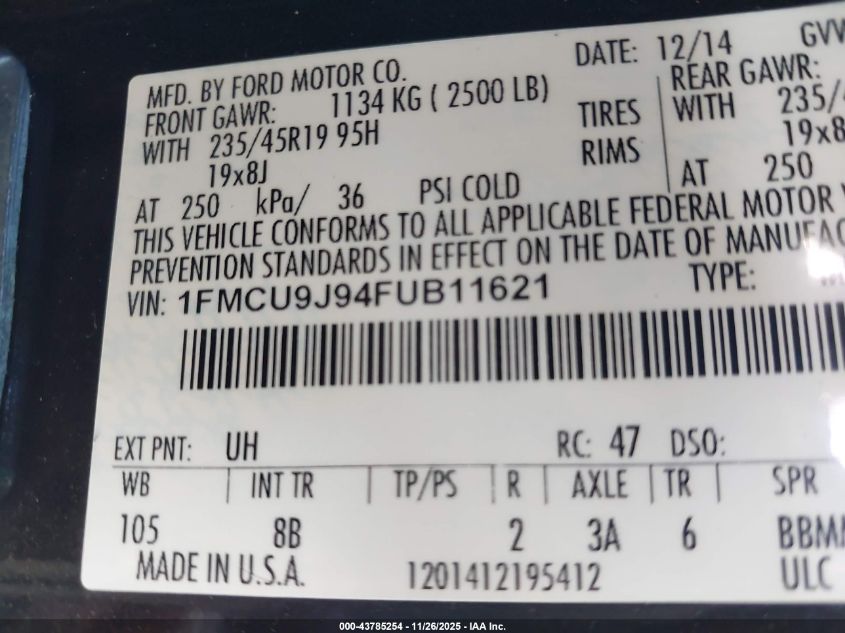 DATE: 12/14 GVW
MFD. BY FORD MOTOR CO.
FRONT GAWR: 1134 KG ( 2500 LB) REAR GAWR:
WITH 235/45R19 95H TIRES WITH 235/
19x8J RIMS 19x8
AT 250 kPa/ 36 PSI COLD AT 250
THIS VEHICLE CONFORMS TO ALL APPLICABLE FEDERAL MOTOR
PREVENTION STANDARDS IN EFFECT ON THE DATE OF MANUFAC
VIN: 1FMCU9J94FUB11621 TYPE:
EXT PNT: UH RC: 47 DSO:
WB INT TR TP/PS R AXLE TR SPR
105 8B 2 3A 6 BBM
MADE IN U.S.A. 1201412195412 ULC
000-43785254 - 11/26/2025 - IAA Inc.